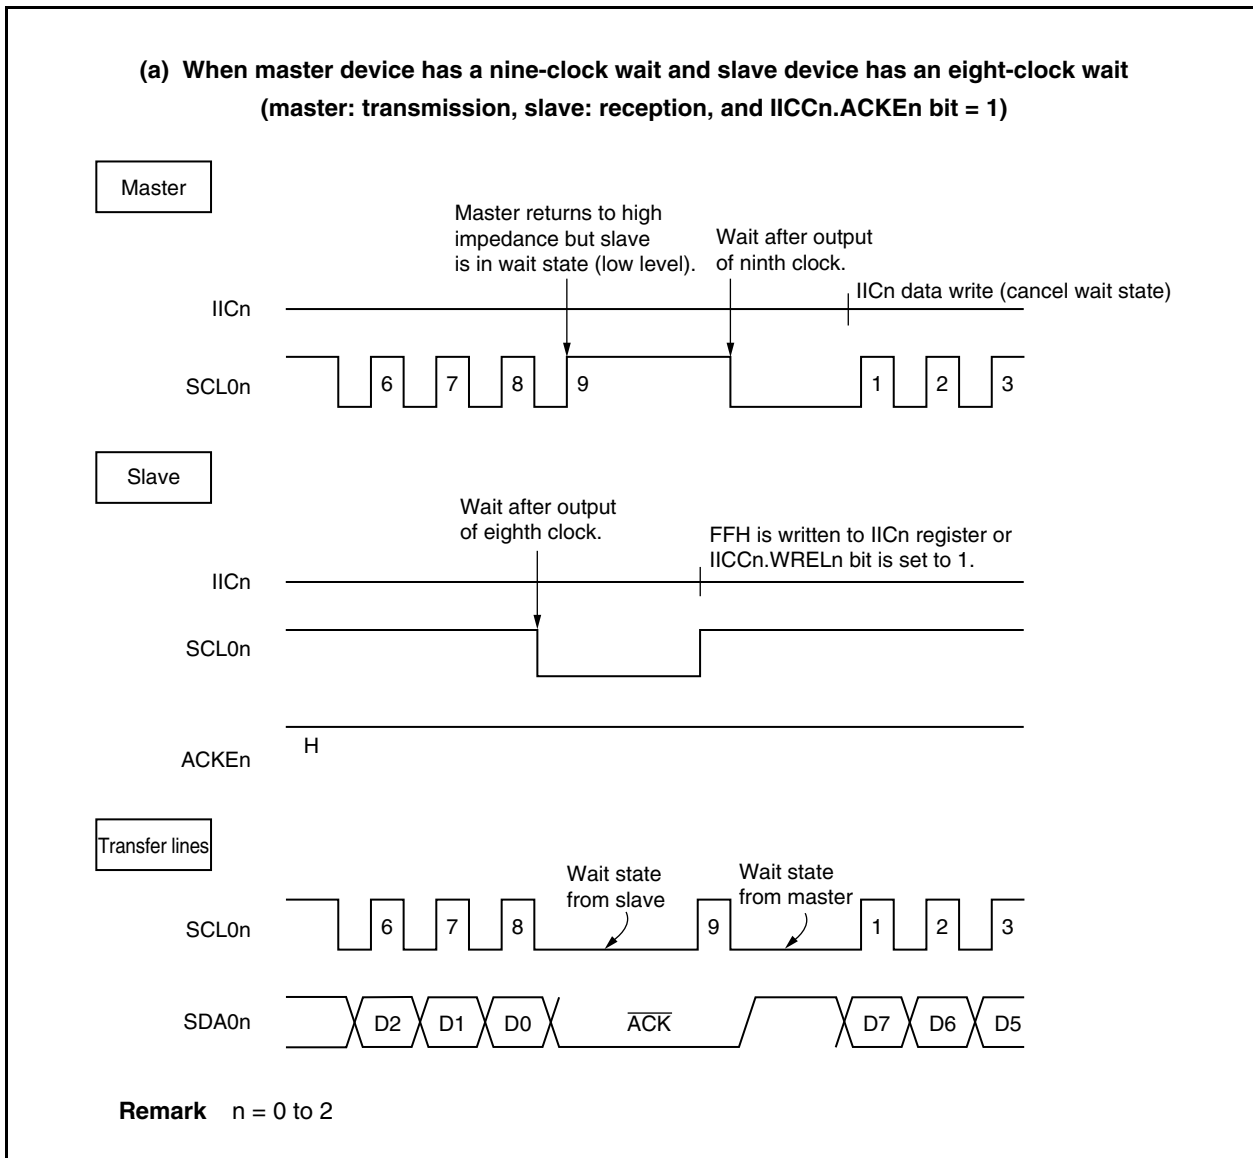 (a) When master device has a nine-clock wait and slave device has an eight-clock wait
(master: transmission, slave: reception, and IICCn.ACKEn bit = 1)
Master
Master returns to high
impedance but slave
is in wait state (low level).
Wait after output
of ninth clock.
IICn data write (cancel wait state)
IICn
SCL0n
6 7 8 9 1 2 3
Slave
Wait after output
of eighth clock.
FFH is written to IICn register or
IICCn.WRELn bit is set to 1.
IICn
SCL0n
H
ACKEn
Transfer lines
Wait state
from slave
Wait state
from master
SCL0n
6 7 8 9 1 2 3
SDA0n
D2 D1 D0 ACK D7 D6 D5
Remark n = 0 to 2